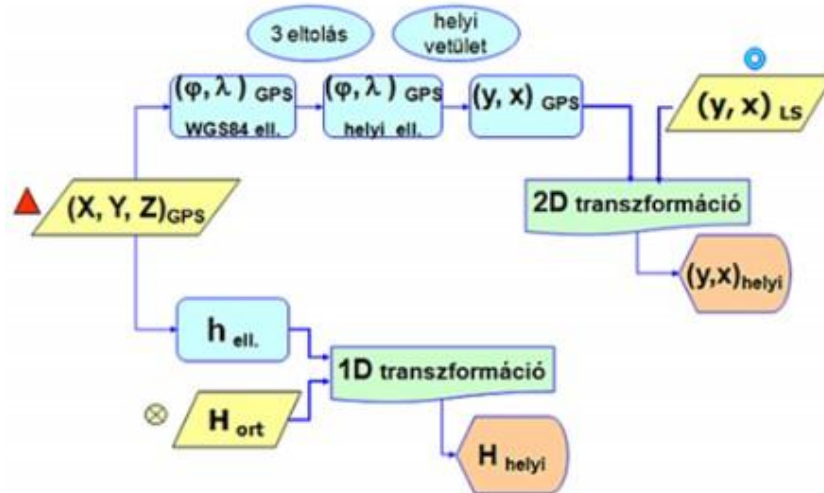 3 eltolás
helyi
vetület
(φ, λ) GPS
WGS84 ell.
(φ, λ) GPS
helyi ell.
(y, x) GPS
(y, x) LS
(X, Y, Z)GPS
2D transzformáció
(y,x)helyi
h ell.
1D transzformáció
H ort
H helyi